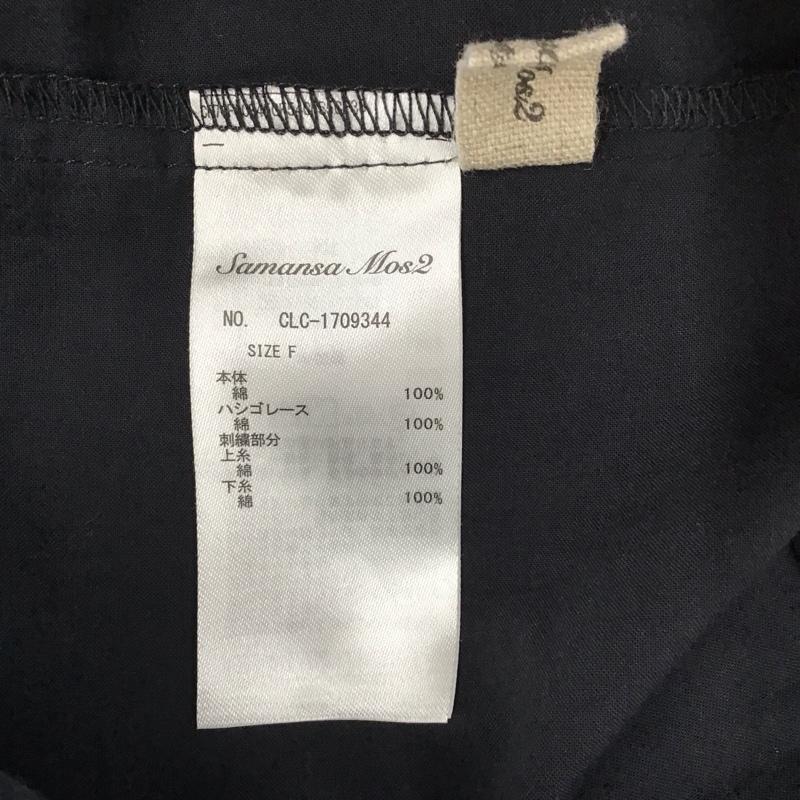 os2
Samansa Mos2
NO. CLC-1709344
SIZE F
本体
綿 100%
ハシゴレース
綿 100%
刺繍部分
上糸
綿 100%
下糸
綿 100%